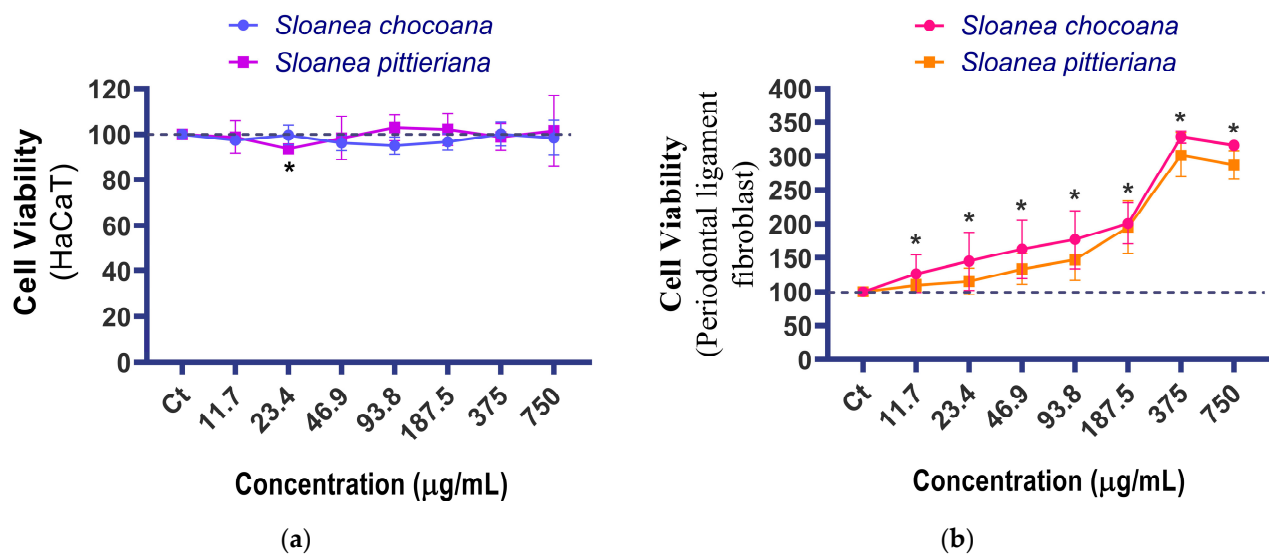 Sloanea chocoana
Sloanea pittieriana
120
100
80
60
40
20
0
Cell Viability
(HaCaT)
*
Ct
11.7
23.4
46.9
93.8
187.5
375
750
Concentration (μg/mL)
(a)
Sloanea chocoana
Sloanea pittieriana
400
350
300
250
200
150
100
50
0
Cell Viability
(Periodontal ligament
fibroblast)
* * * * * * *
Ct
11.7
23.4
46.9
93.8
187.5
375
750
Concentration (μg/mL)
(b)